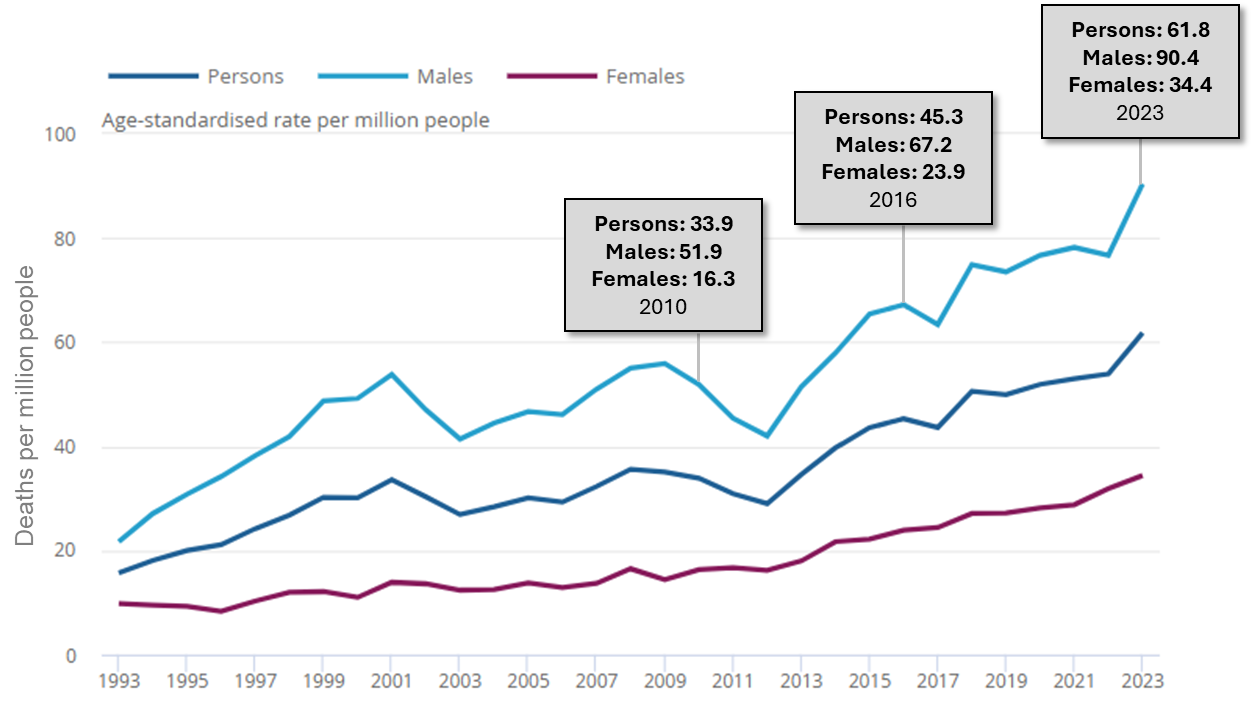 Persons: 61.8
Males: 90.4
Females: 34.4
2023
Persons
Males
Females
Age-standardised rate per million people
Persons: 45.3
Males: 67.2
Females: 23.9
2016
Persons: 33.9
Males: 51.9
Females: 16.3
2010
Deaths per million people
100
80
60
40
20
0
1993 1995 1997 1999 2001 2003 2005 2007 2009 2011 2013 2015 2017 2019 2021 2023